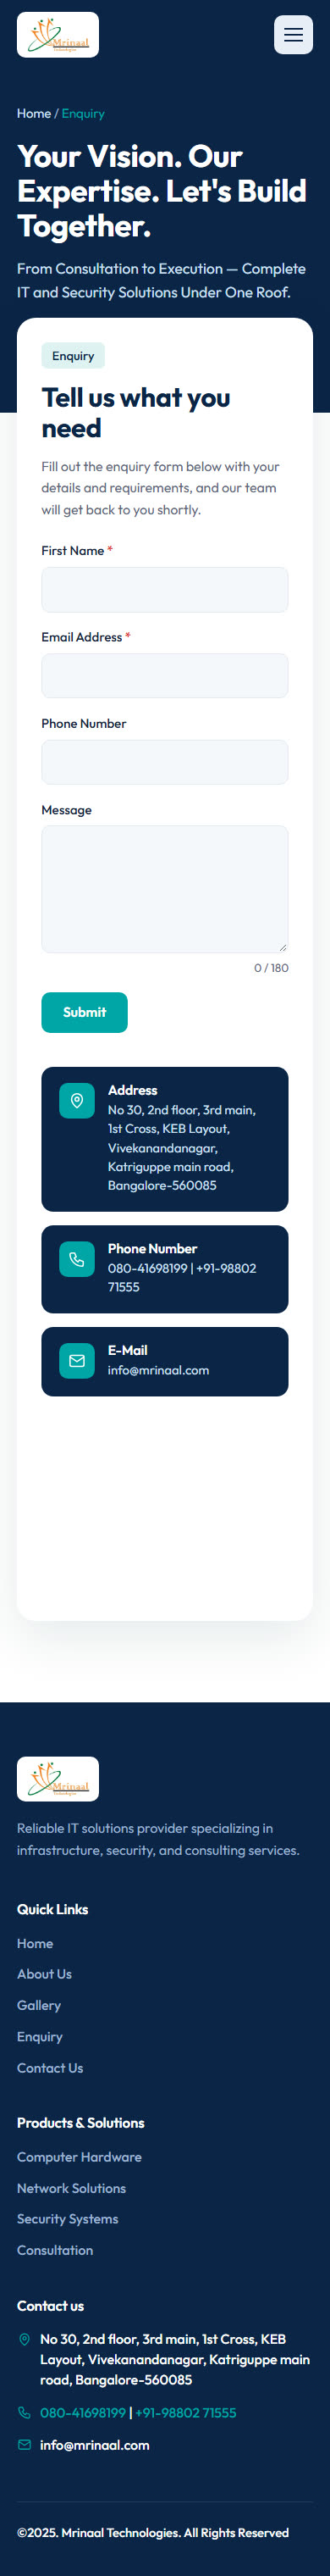 Mrinaal
Technologies
Home / Enquiry
Your Vision. Our
Expertise. Let's Build
Together.
From Consultation to Execution — Complete
IT and Security Solutions Under One Roof.
Enquiry
Tell us what you
need
Fill out the enquiry form below with your
details and requirements, and our team
will get back to you shortly.
First Name *
Email Address *
Phone Number
Message
0 / 180
Submit
Address
No 30, 2nd floor, 3rd main,
1st Cross, KEB Layout,
Vivekanandanagar,
Katriguppe main road,
Bangalore-560085
Phone Number
080-41698199 | +91-98802
71555
E-Mail
info@mrinaal.com
Mrinaal
Technologies
Reliable IT solutions provider specializing in
infrastructure, security, and consulting services.
Quick Links
Home
About Us
Gallery
Enquiry
Contact Us
Products & Solutions
Computer Hardware
Network Solutions
Security Systems
Consultation
Contact us
No 30, 2nd floor, 3rd main, 1st Cross, KEB
Layout, Vivekanandanagar, Katriguppe main
road, Bangalore-560085
080-41698199 | +91-98802 71555
info@mrinaal.com
©2025. Mrinaal Technologies. All Rights Reserved